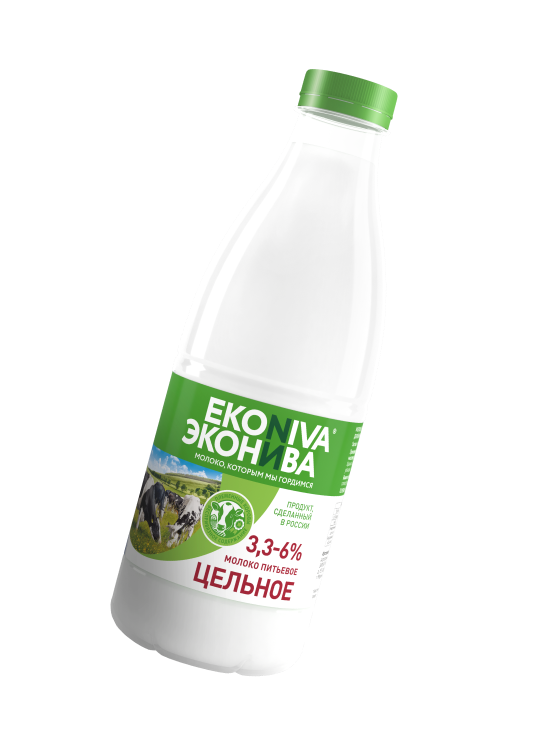 EKONIVA®
ЭКОНИВА
МОЛОКО, КОТОРЫМ МЫ ГОРДИМСЯ
ПРОДУКТ,
СДЕЛАННЫЙ
В РОССИИ
3,3-6%
МОЛОКО ПИТЬЕВОЕ
ЦЕЛЬНОЕ